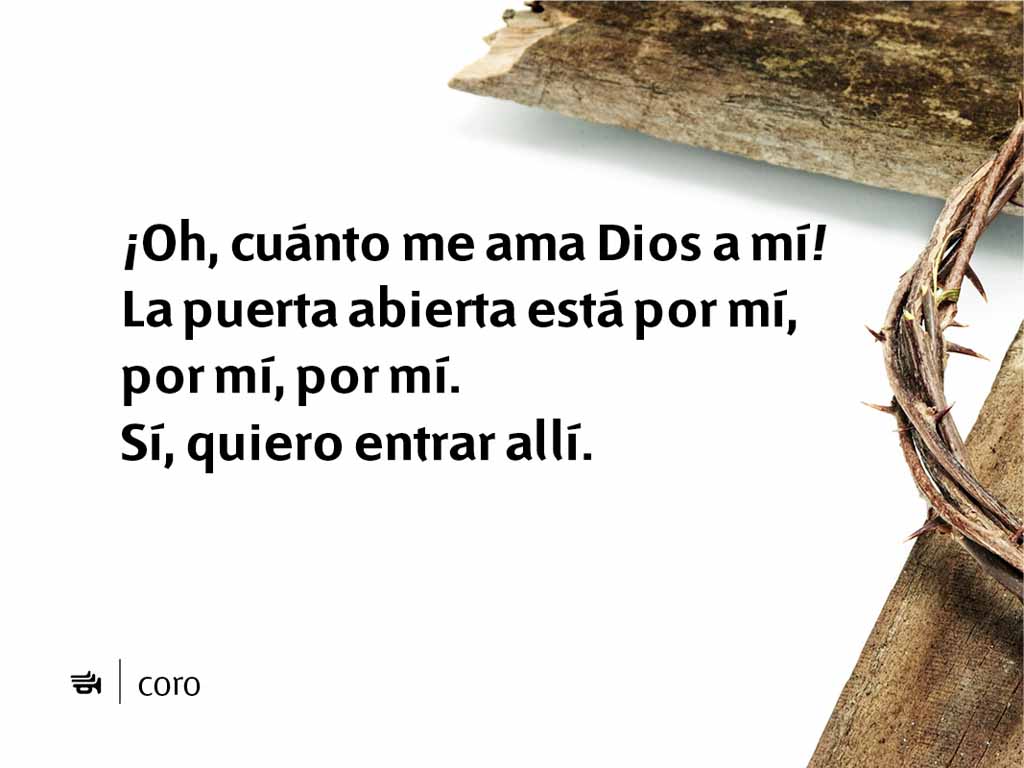 ¡Oh, cuánto me ama Dios a mí!
La puerta abierta está por mí,
por mí, por mí.
Sí, quiero entrar allí.
coro